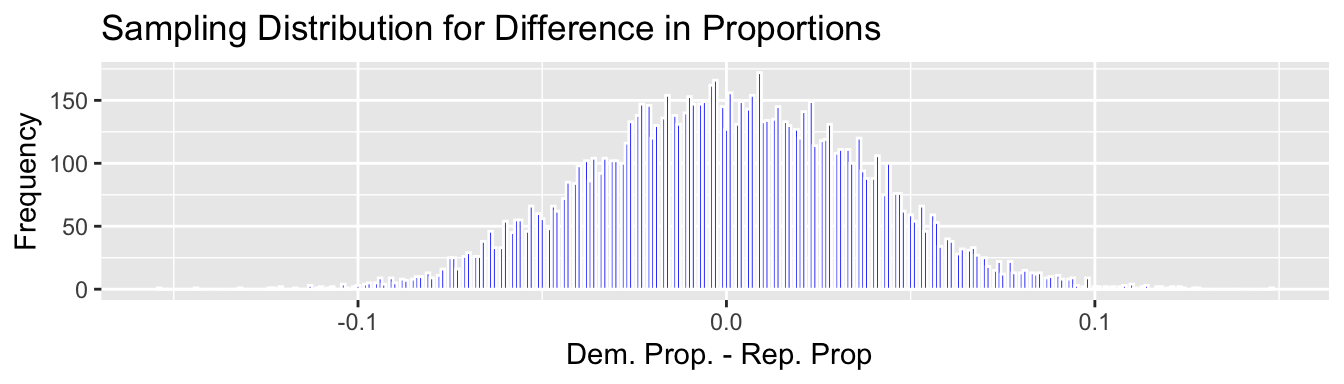 Sampling Distribution for Difference in Proportions
Frequency
150
100
50
0
-0.1 0.0 0.1
Dem. Prop. - Rep. Prop